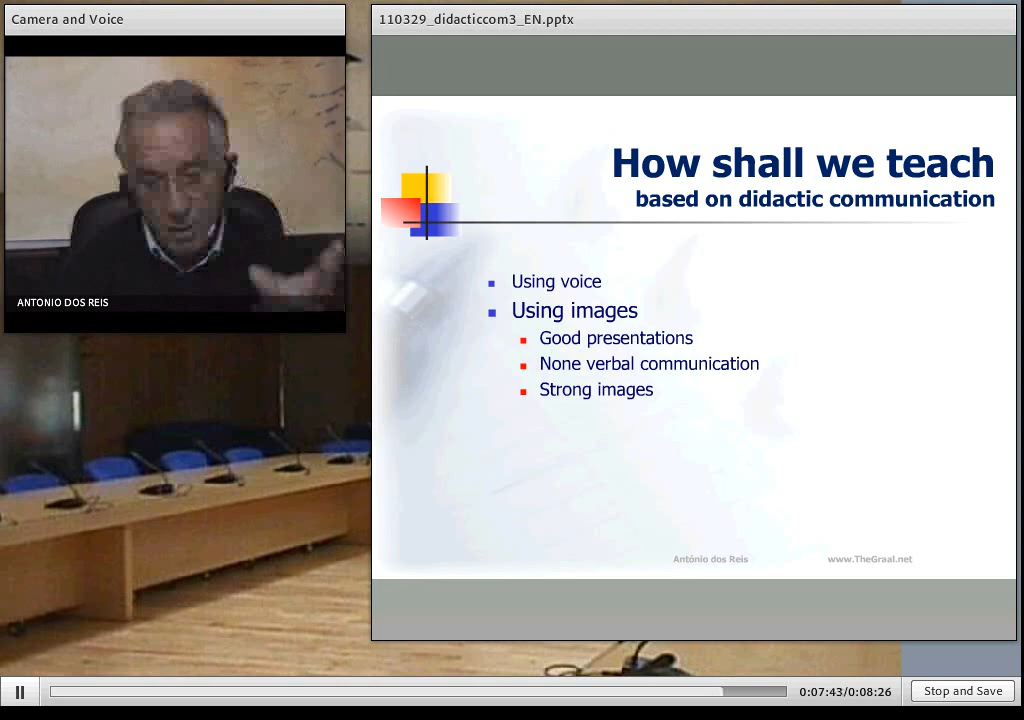 Camera and Voice
ANTONIO DOS REIS
110329_didacticcom3_EN.pptx
How shall we teach
based on didactic communication
Using voice
Using images
Good presentations
None verbal communication
Strong images
António dos Reis
www.TheGraal.net
0:07:43/0:08:26
Stop and Save